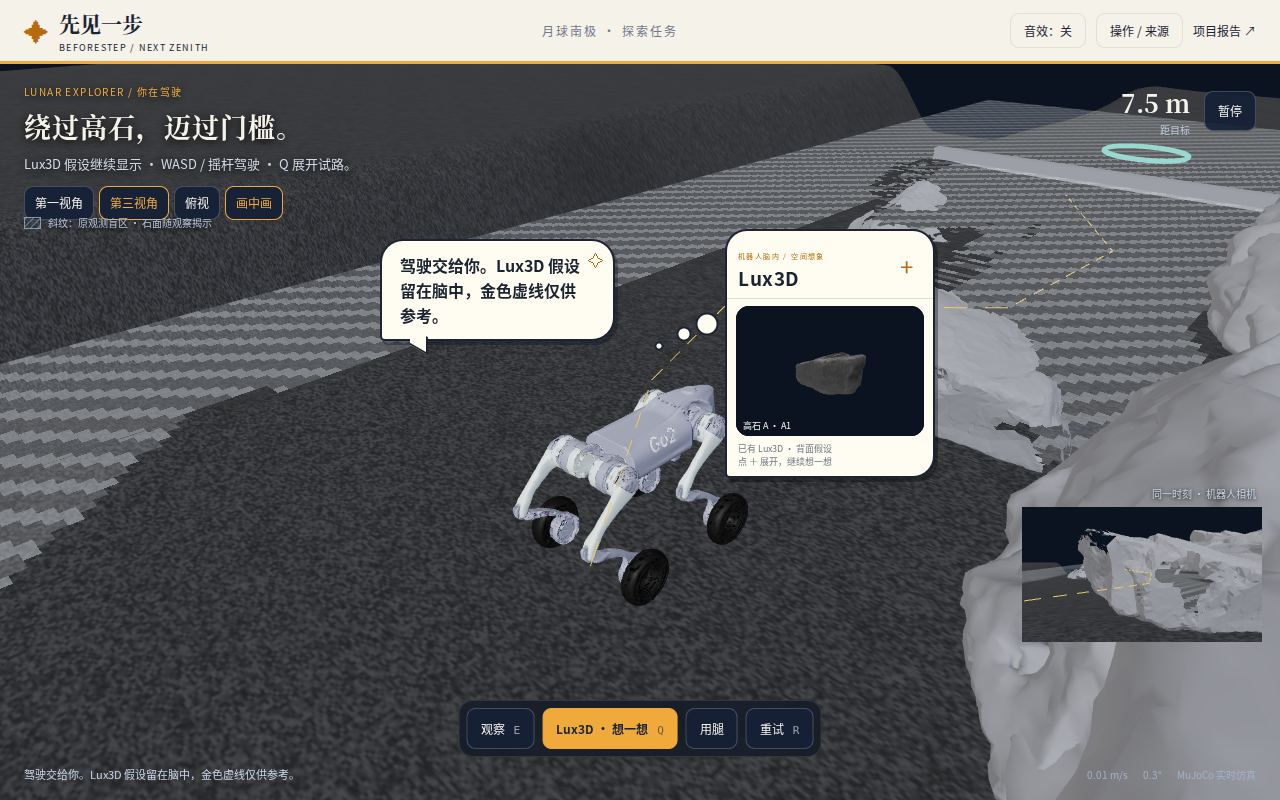 先见一步
BEFORESTEP / NEXT ZENITH
月球南极 · 探索任务
音效: 关
操作 / 来源
项目报告 ↗
LUNAR EXPLORER / 你在驾驶
绕过高石，迈过门槛。
Lux3D 假设继续显示 · WASD / 摇杆驾驶 · Q 展开试路。
第一视角
第三视角
俯视
画中画
斜纹: 原观测盲区 · 石面随观察揭示
7.5 m
距目标
暂停
驾驶交给你。Lux3D 假设
留在脑中，金色虚线仅供
参考。
机器人脑内 / 空间想象
Lux3D
+
高石 A · A1
已有 Lux3D · 背面假设
点 ＋ 展开，继续想一想
Go2
同一时刻 · 机器人相机
观察 E
Lux3D · 想一想 Q
用腿
重试 R
驾驶交给你。Lux3D 假设留在脑中，金色虚线仅供参考。
0.01 m/s 0.3° MuJoCo 实时仿真